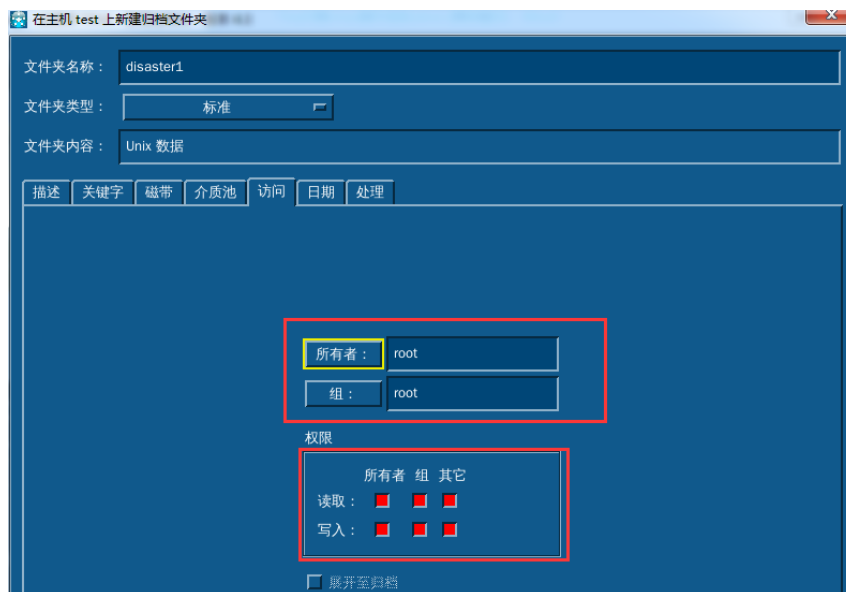 在主机 test 上新建归档文件夹
文件夹名称： disaster1
文件夹类型： 标准
文件夹内容： Unix 数据
描述 关键字 磁带 介质池 访问 日期 处理
所有者： root
组： root
权限
所有者 组 其它
读取：
写入：
展开至归档